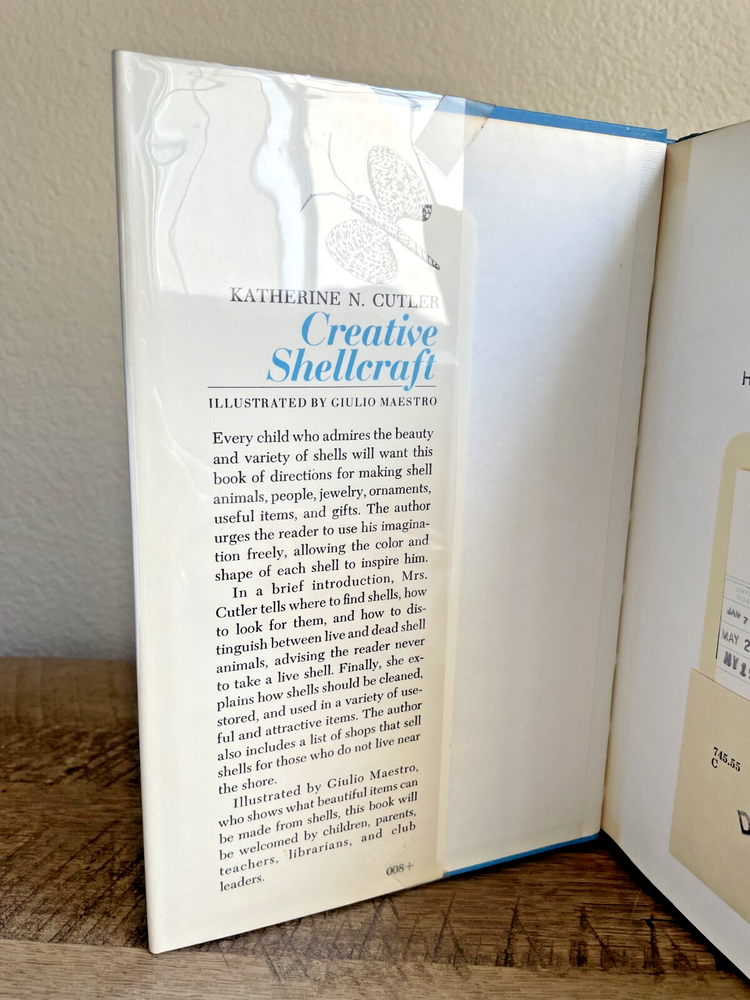 KATHERINE N. CUTLER
Creative
Shellcraft
ILLUSTRATED BY GIULIO MAESTRO
Every child who admires the beauty
and variety of shells will want this
book of directions for making shell
animals, people, jewelry, ornaments,
useful items, and gifts. The author
urges the reader to use his imagina-
tion freely, allowing the color and
shape of each shell to inspire him.
In a brief introduction, Mrs.
Cutler tells where to find shells, how
to look for them, and how to dis-
tinguish between live and dead shell
animals, advising the reader never
to take a live shell. Finally, she ex-
plains how shells should be cleaned,
stored, and used in a variety of use-
ful and attractive items. The author
also includes a list of shops that sell
shells for those who do not live near
the shore.
Illustrated by Giulio Maestro,
who shows what beautiful items can
be made from shells, this book will
be welcomed by children, parents,
teachers, librarians, and club
leaders.
008+
H
JAN 7
MAY 2
MY 1
745.55
C
D